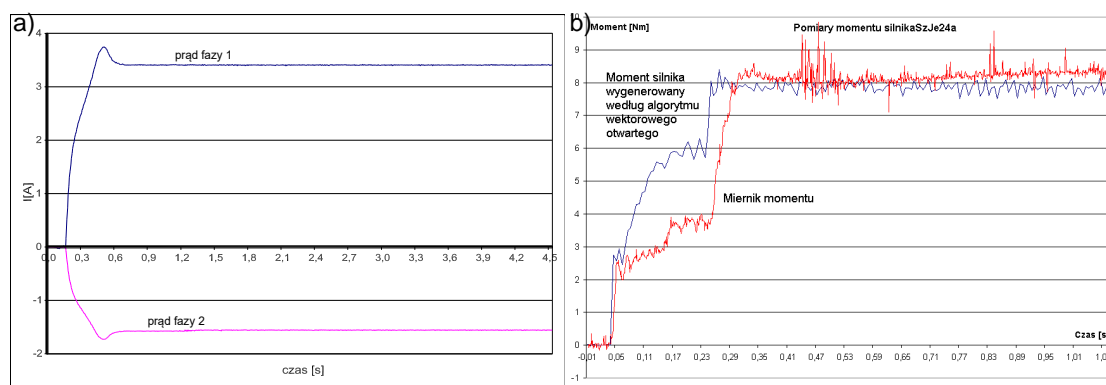 a)
4
3
2
1
0
-1
-2
I[A]
prąd fazy 1
prąd fazy 2
0,0 0,3 0,6 0,9 1,2 1,5 1,8 2,1 2,4 2,7 3,0 3,3 3,6 3,9 4,2 4,5
czas [s]
b)
Moment [Nm]
Pomiary momentu silnikaSzJe24a
10
9
8
7
6
5
4
3
2
1
0
-1
Moment silnika
wygenerowany
według algorytmu
wektorowego
otwartego
Miernik momentu
Czas [s
-0,01 0,05 0,11 0,17 0,23 0,29 0,35 0,41 0,47 0,53 0,59 0,65 0,71 0,77 0,83 0,89 0,95 1,01